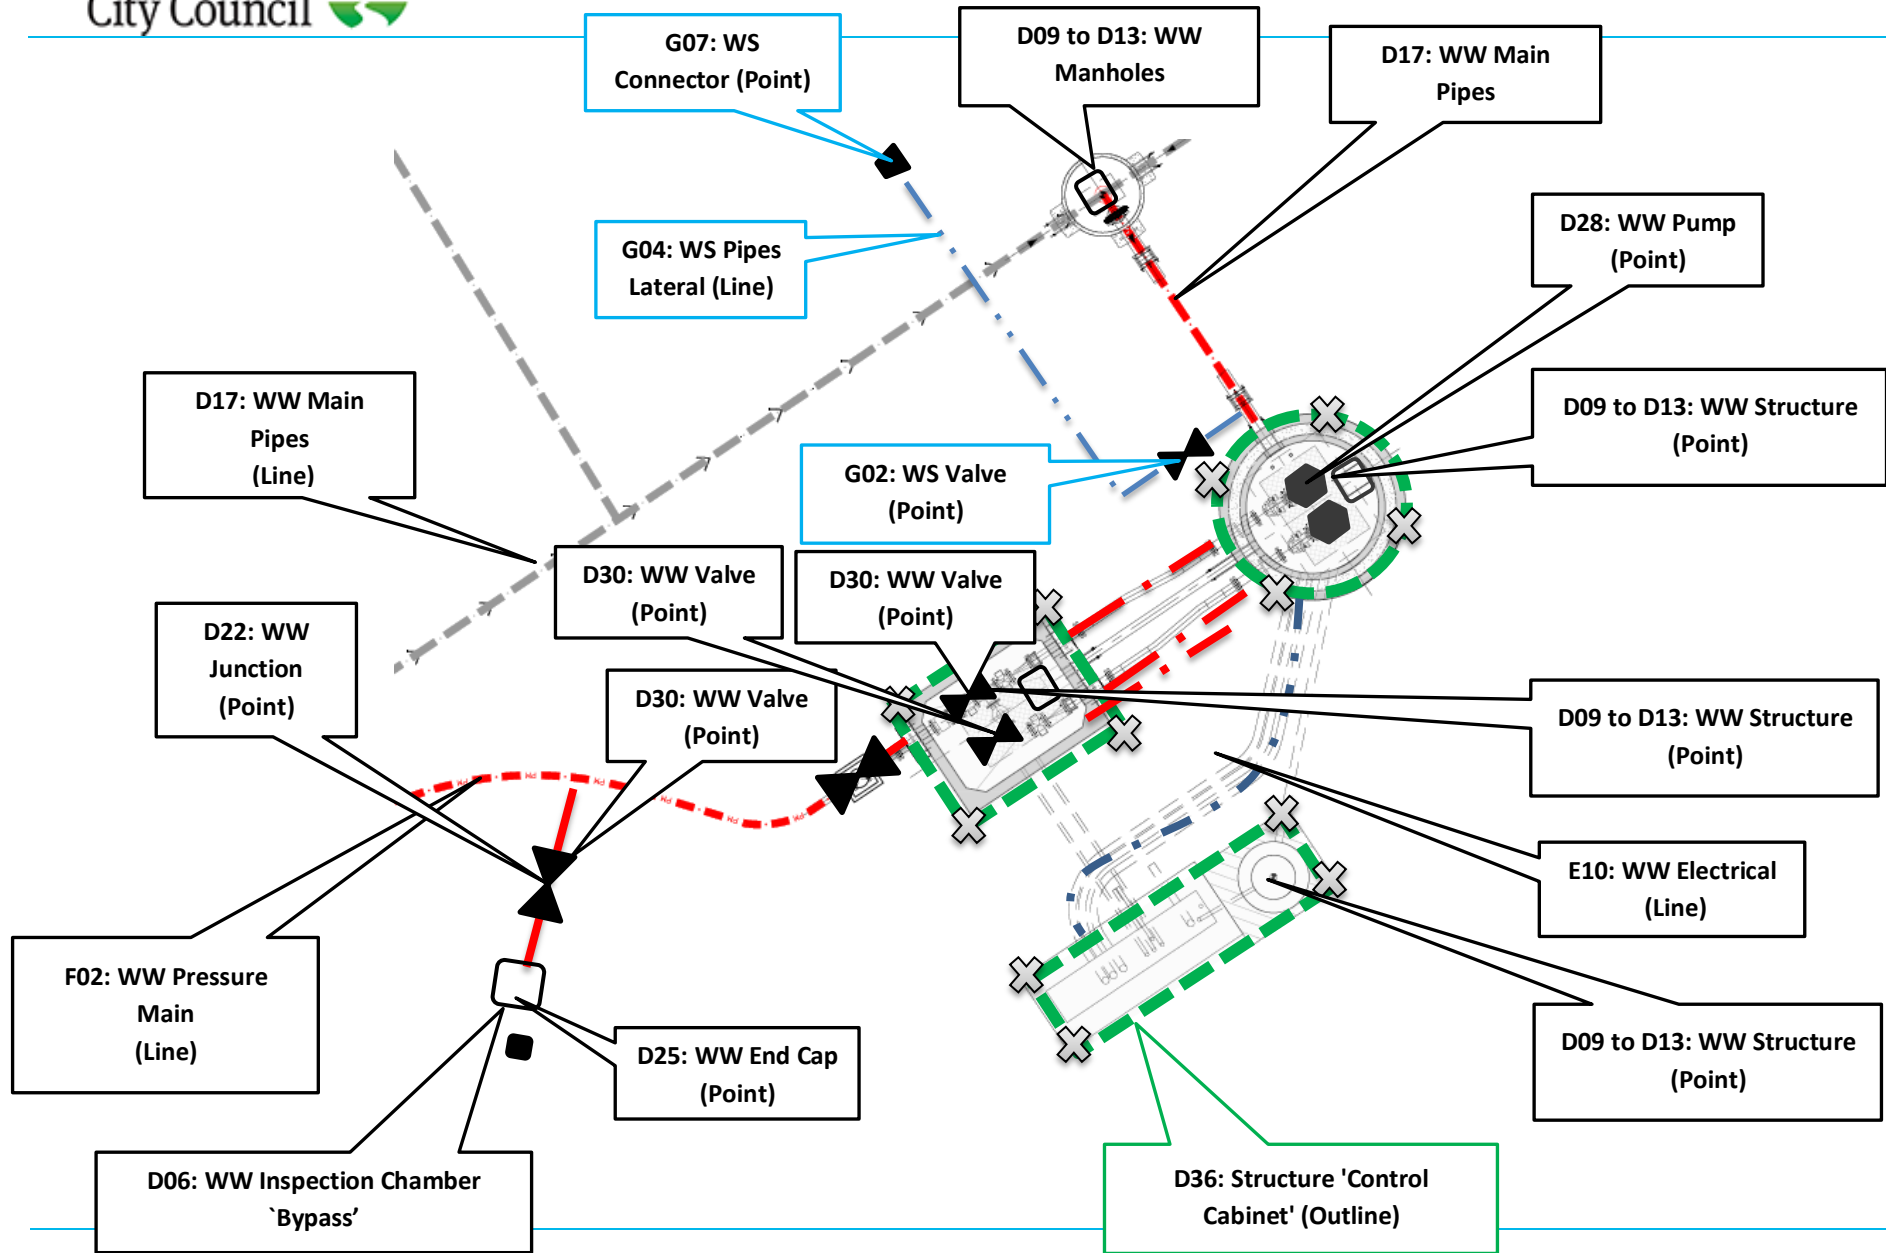 City Council
G07: WS
Connector (Point)
D09 to D13: WW
Manholes
D17: WW Main
Pipes
G04: WS Pipes
Lateral (Line)
D28: WW Pump
(Point)
D17: WW Main
Pipes
(Line)
D09 to D13: WW Structure
(Point)
G02: WS Valve
(Point)
D30: WW Valve
(Point)
D30: WW Valve
(Point)
D22: WW
Junction
(Point)
D30: WW Valve
(Point)
D09 to D13: WW Structure
(Point)
E10: WW Electrical
(Line)
F02: WW Pressure
Main
(Line)
D25: WW End Cap
(Point)
D09 to D13: WW Structure
(Point)
D06: WW Inspection Chamber
`Bypass’
D36: Structure 'Control
Cabinet' (Outline)